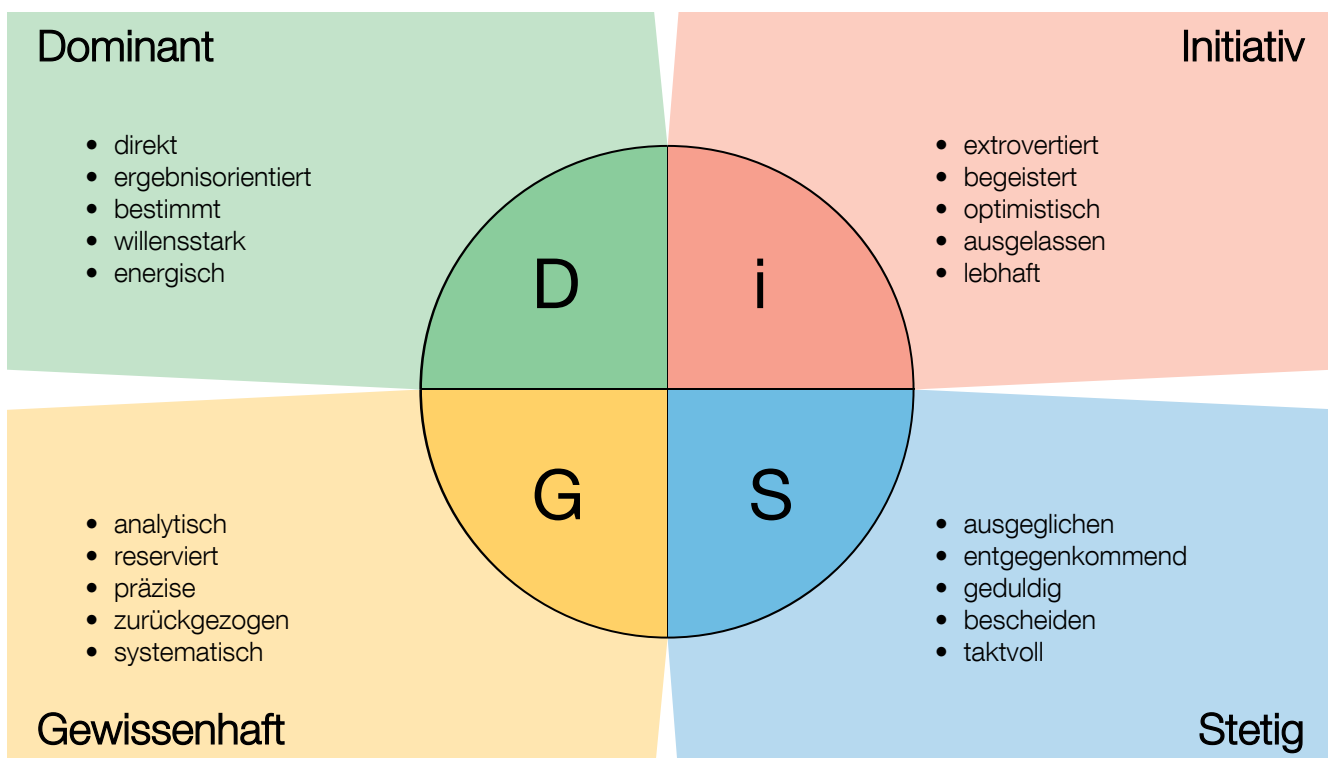 Dominant
• direkt
• ergebnisorientiert
• bestimmt
• willensstark
• energisch
Initiativ
• extrovertiert
• begeistert
• optimistisch
• ausgelassen
• lebhaft
D
i
G
S
• analytisch
• reserviert
• präzise
• zurückgezogen
• systematisch
Gewissenhaft
• ausgeglichen
• entgegenkommend
• geduldig
• bescheiden
• taktvoll
Stetig